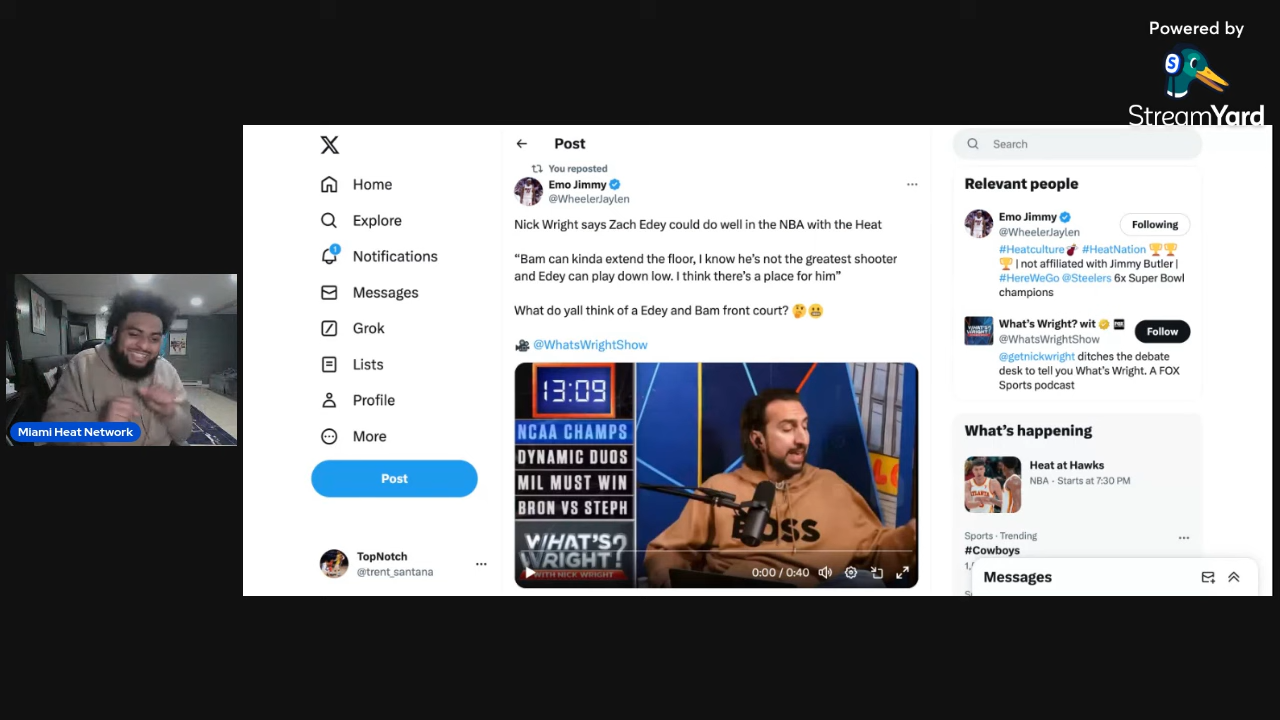 Powered by
S
StreamYard
Miami Heat Network
X
Home
Explore
1
Notifications
Messages
Grok
Lists
Profile
More
Post
TopNotch
@trent_santana
Post
You reposted
Emo Jimmy
@WheelerJaylen
Nick Wright says Zach Edey could do well in the NBA with the Heat
“Bam can kinda extend the floor, I know he’s not the greatest shooter
and Edey can play down low. I think there’s a place for him”
What do yall think of a Edey and Bam front court? 🤔😬
🎥 @WhatsWrightShow
13:09
NCAA CHAMPS
DYNAMIC DUOS
MIL MUST WIN
BRON VS STEPH
WHAT'S
WRIGHT?
WITH NICK WRIGHT
BOSS
0:00 / 0:40
Search
Relevant people
Emo Jimmy
@WheelerJaylen
Following
#Heatculture🧨 #HeatNation 🏆🏆
🏆 | not affiliated with Jimmy Butler |
#HereWeGo @Steelers 6x Super Bowl
champions
What’s Wright? wit
@WhatsWrightShow
Follow
@getnickwright ditches the debate
desk to tell you What’s Wright. A FOX
Sports podcast
What’s happening
Heat at Hawks
NBA · Starts at 7:30 PM
Sports · Trending
#Cowboys
Messages